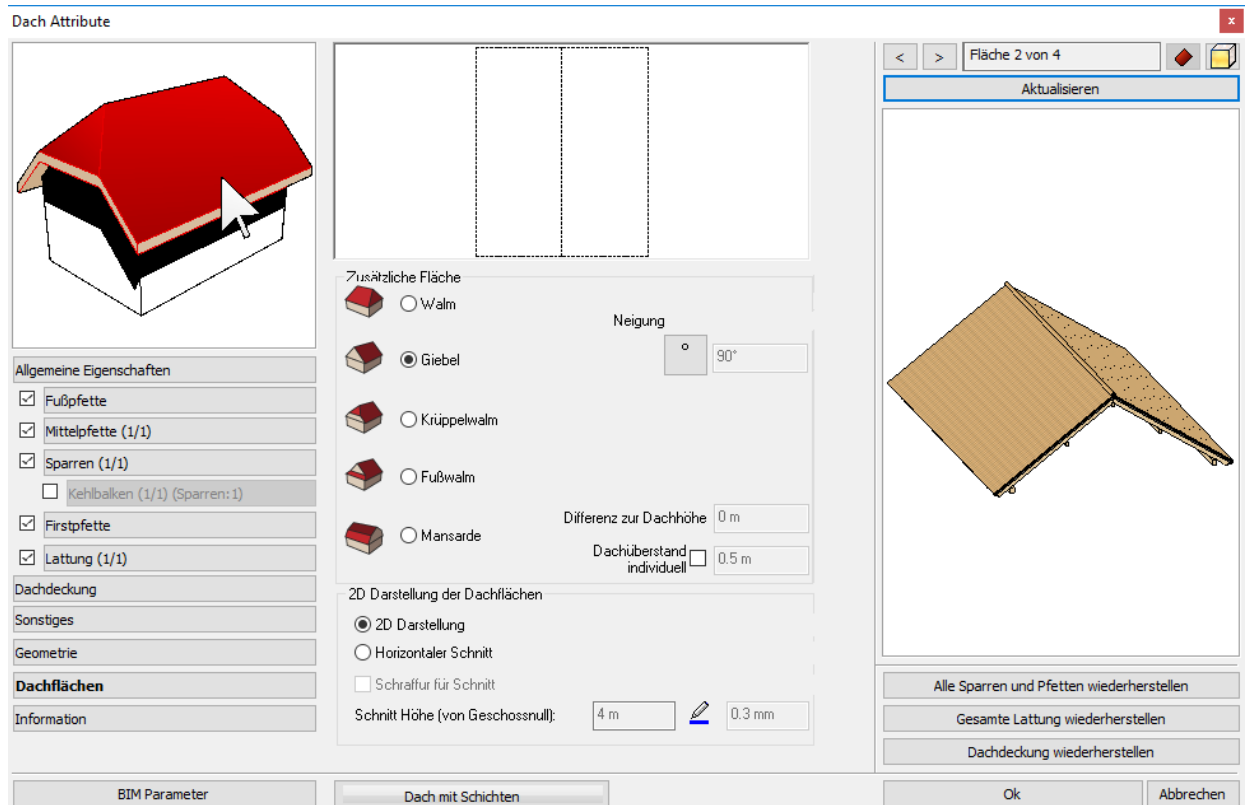 Dach Attribute
x
< > Fläche 2 von 4
Aktualisieren
Zusätzliche Fläche
Walm
Neigung
Giebel
° 90°
Krüppelwalm
Fußwalm
Differenz zur Dachhöhe 0 m
Mansarde
Dachüberstand
individuell 0.5 m
2D Darstellung der Dachflächen
2D Darstellung
Horizontaler Schnitt
Schraffur für Schnitt
Schnitt Höhe (von Geschossnull): 4 m 0.3 mm
Allgemeine Eigenschaften
Fußpfette
Mittelpfette (1/1)
Sparren (1/1)
Kehlbalken (1/1) (Sparren:1)
Firstpfette
Lattung (1/1)
Dachdeckung
Sonstiges
Geometrie
Dachflächen
Information
Alle Sparren und Pfetten wiederherstellen
Gesamte Lattung wiederherstellen
Dachdeckung wiederherstellen
BIM Parameter
Dach mit Schichten
Ok
Abbrechen